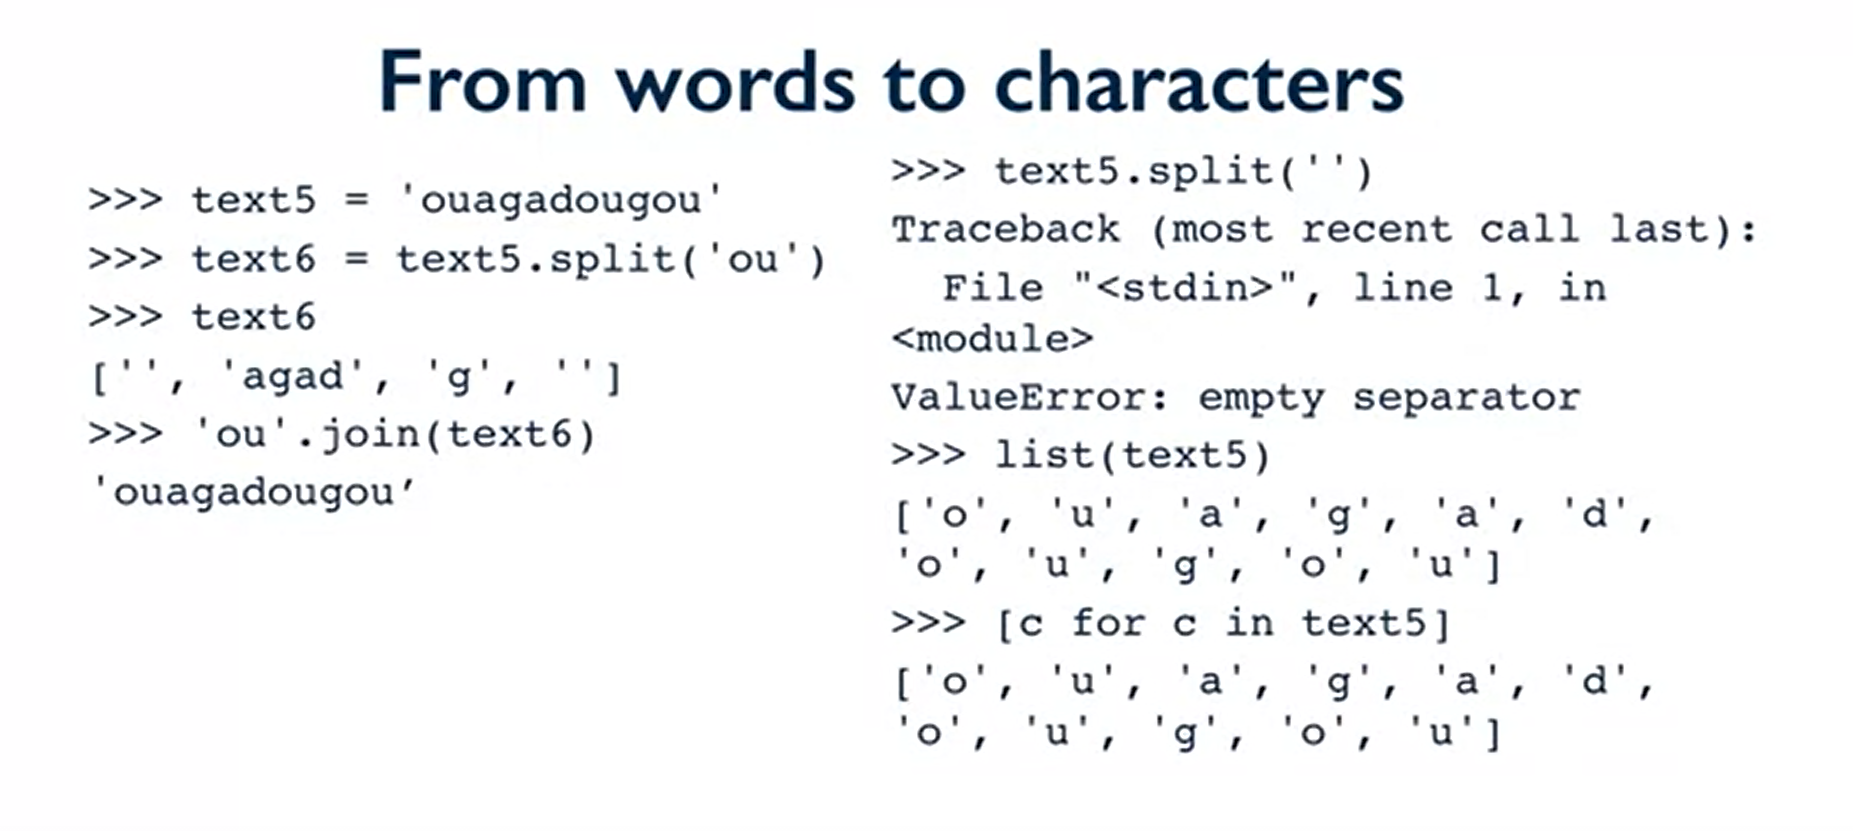 From words to characters
>>> text5 = 'ouagadougou'
>>> text6 = text5.split('ou')
>>> text6
['', 'agad', 'g', '']
>>> 'ou'.join(text6)
'ouagadougou’
>>> text5.split('')
Traceback (most recent call last):
  File "<stdin>", line 1, in
<module>
ValueError: empty separator
>>> list(text5)
['o', 'u', 'a', 'g', 'a', 'd',
'o', 'u', 'g', 'o', 'u']
>>> [c for c in text5]
['o', 'u', 'a', 'g', 'a', 'd',
'o', 'u', 'g', 'o', 'u']